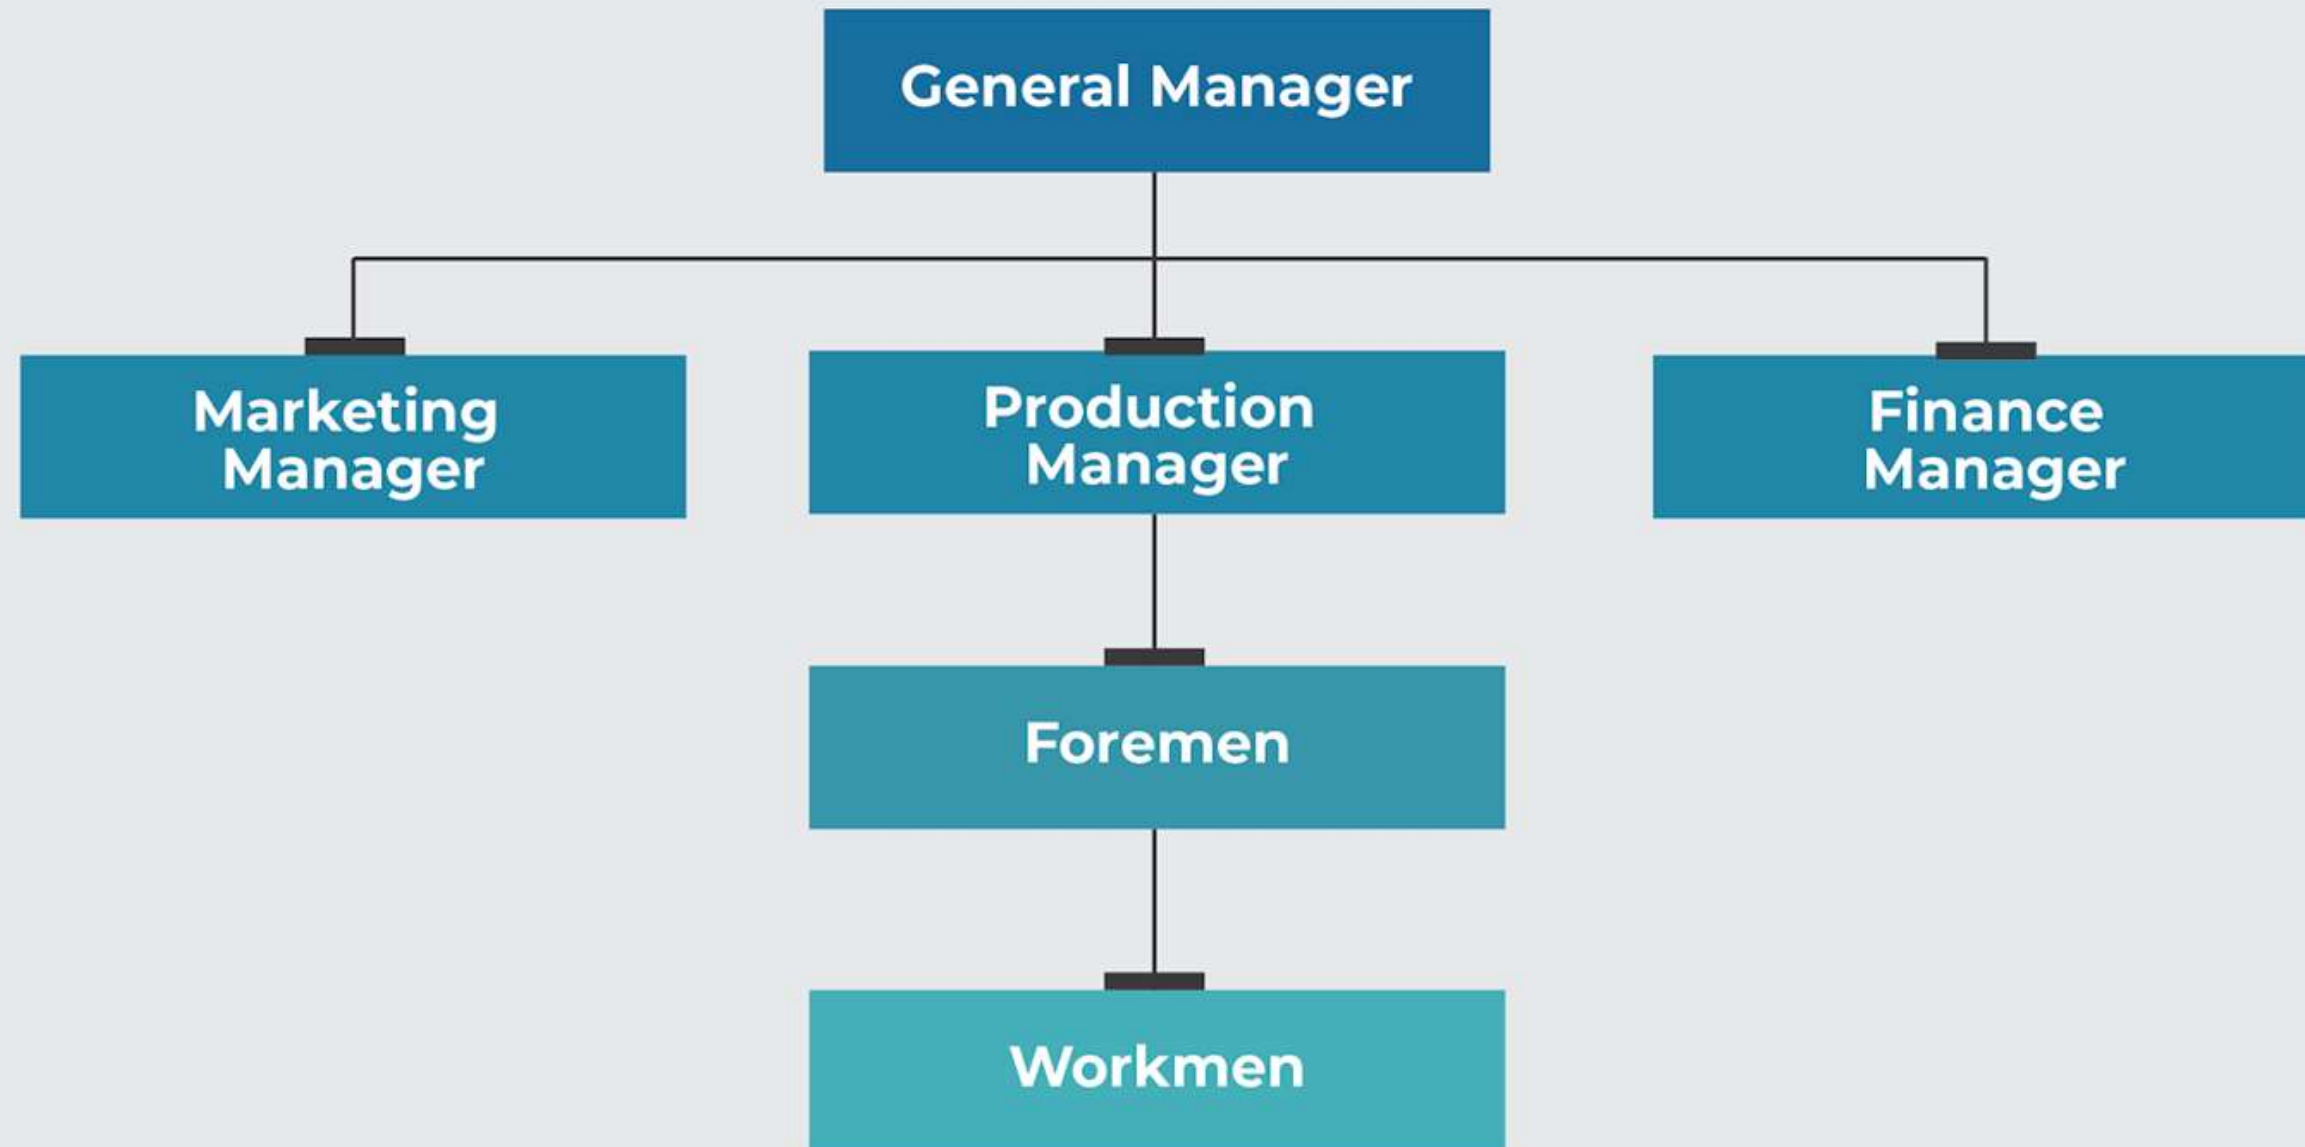 General Manager
Marketing
Manager
Production
Manager
Finance
Manager
Foremen
Workmen